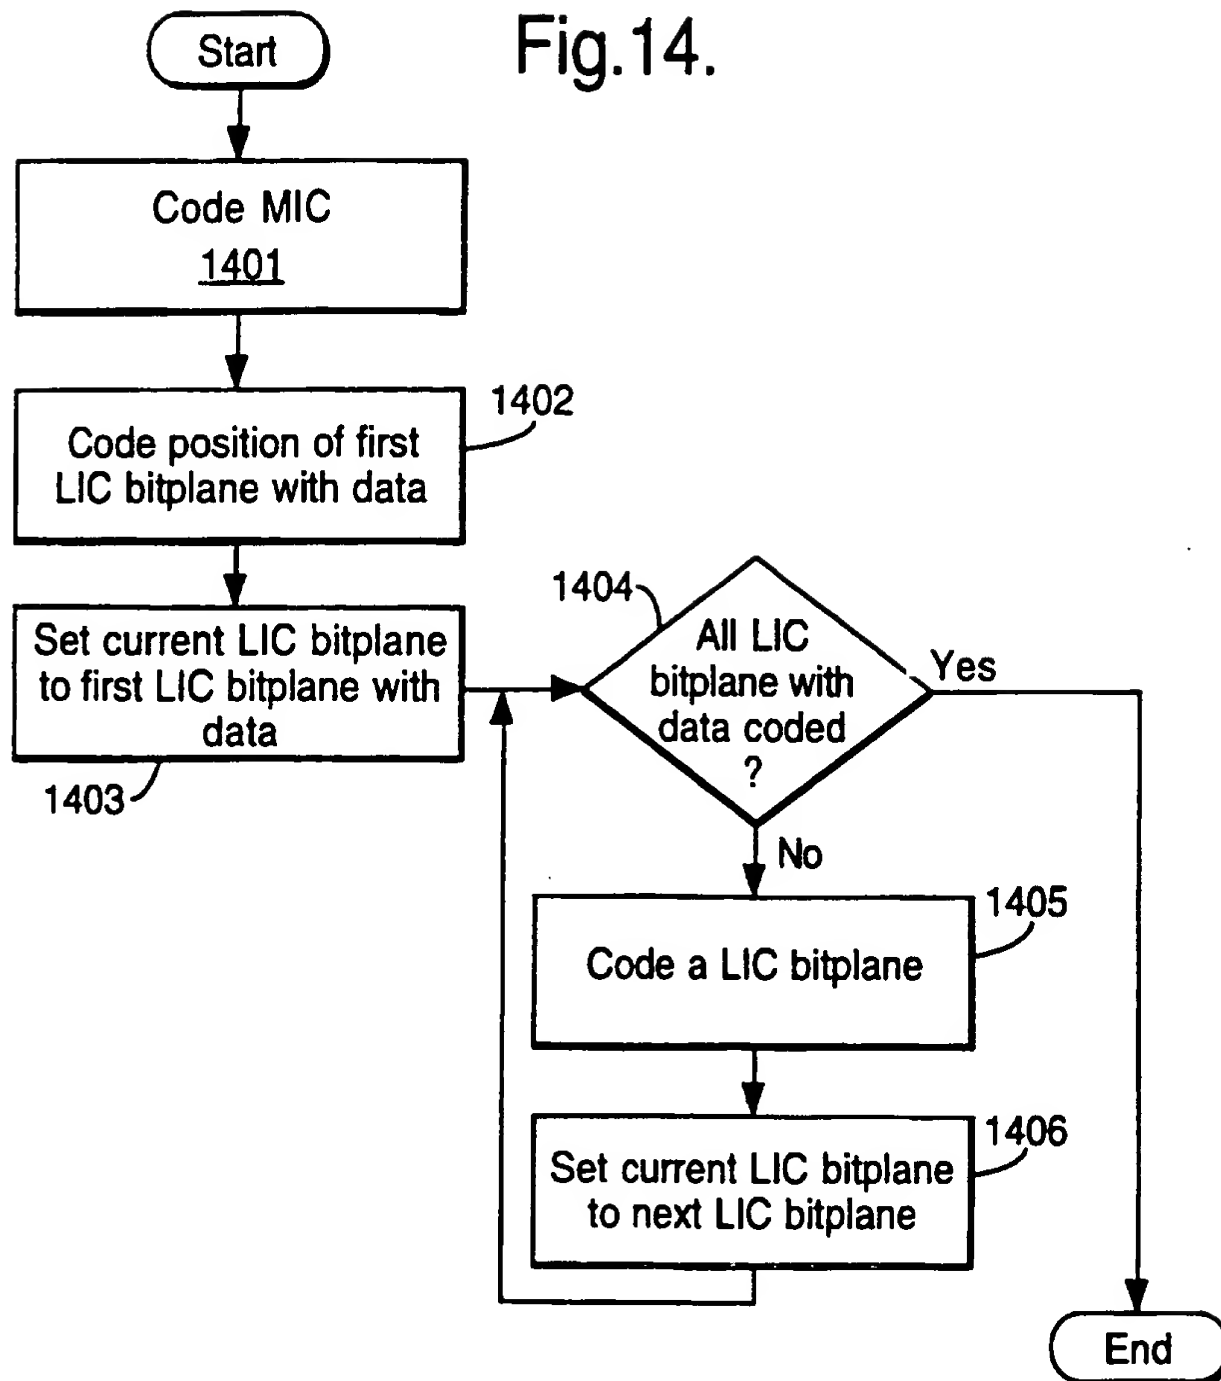 Start
Fig.14.
Code MIC
1401
1402
Code position of first
LIC bitplane with data
Set current LIC bitplane
to first LIC bitplane with
data
1403
1404
All LIC
bitplane with
data coded
?
Yes
No
1405
Code a LIC bitplane
1406
Set current LIC bitplane
to next LIC bitplane
End